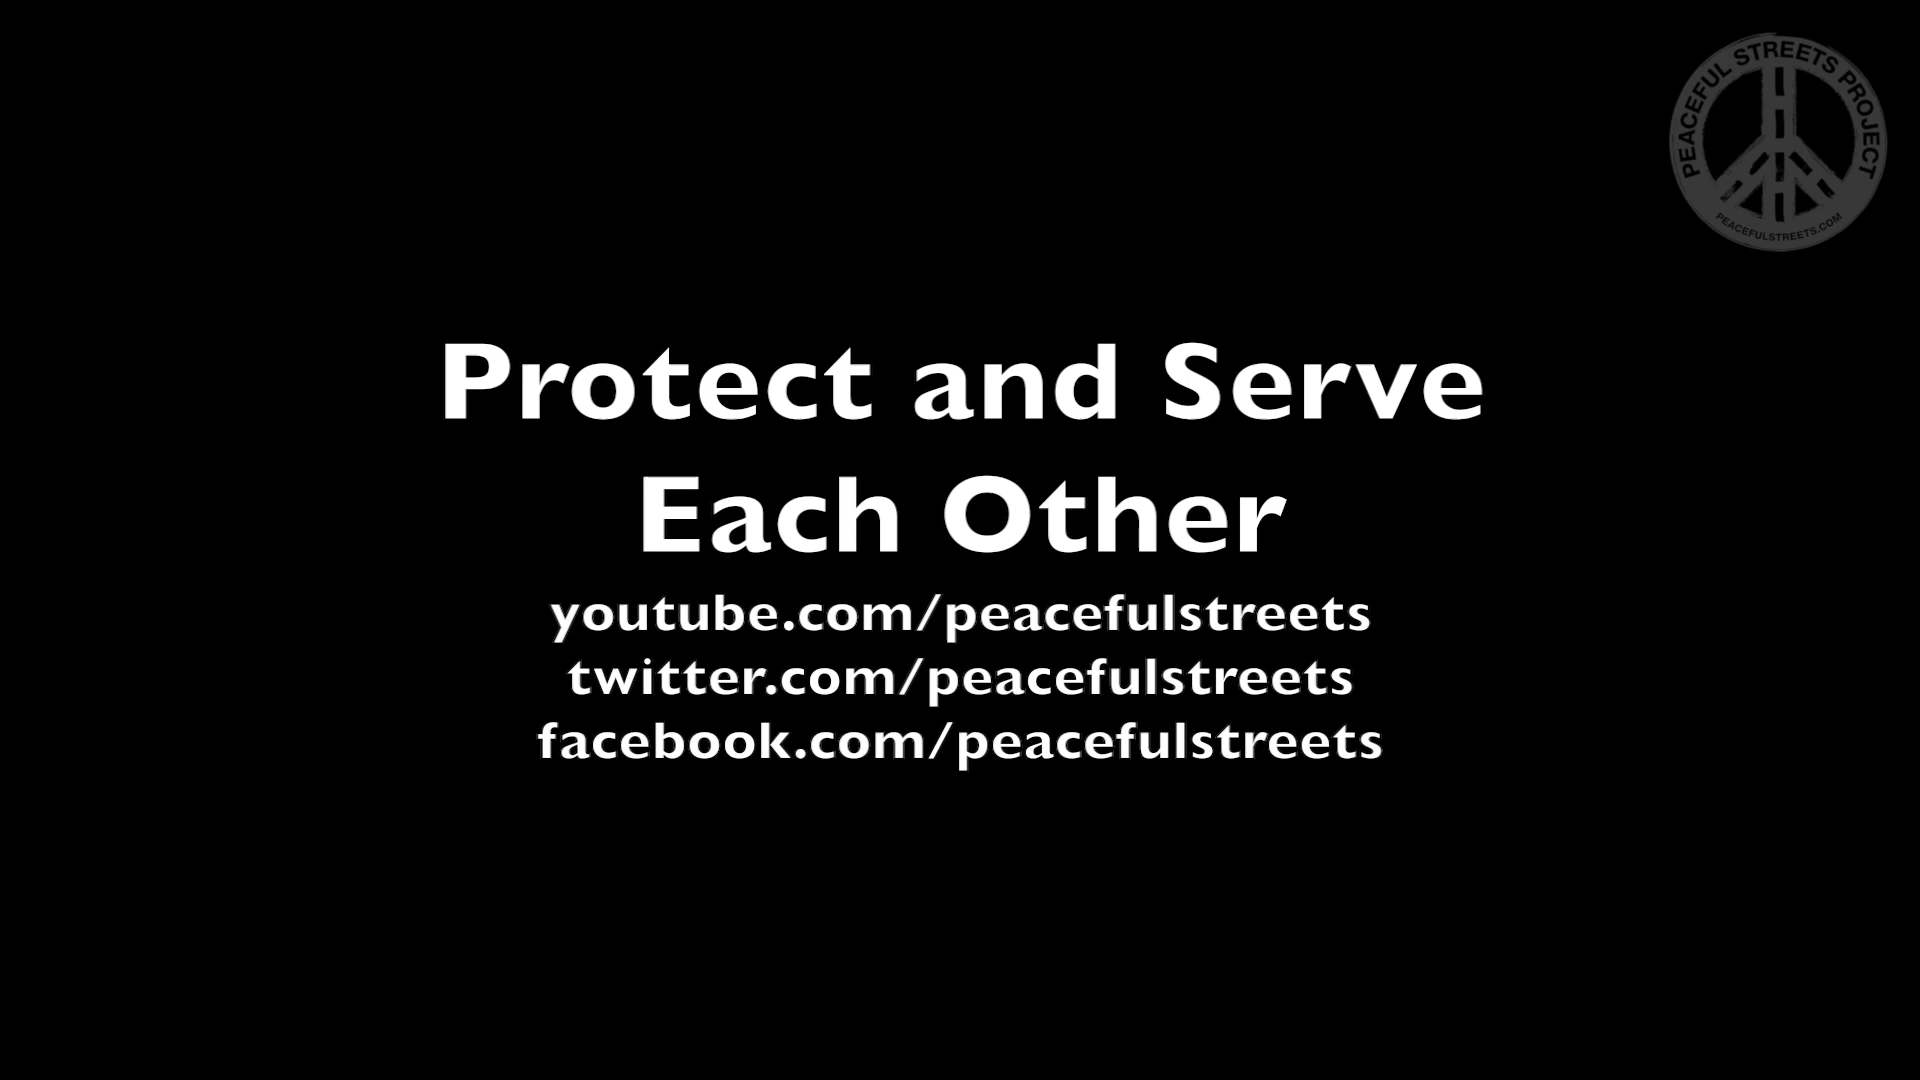 PEACEFUL STREETS PROJECT
PEACEFULSTREETS.COM
Protect and Serve
Each Other
youtube.com/peacefulstreets
twitter.com/peacefulstreets
facebook.com/peacefulstreets